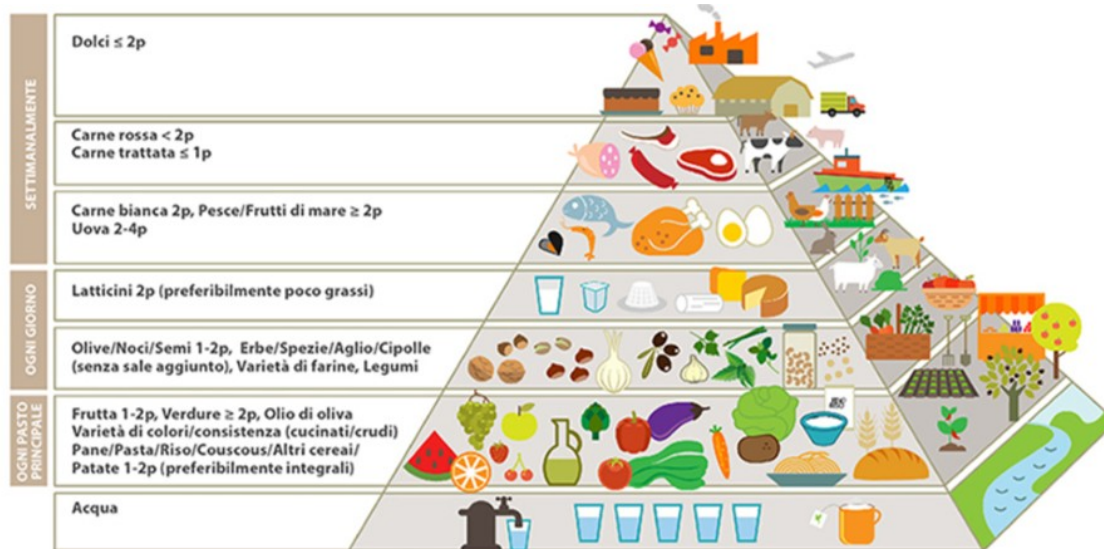 SETTIMANALMENTE
Dolci ≤ 2p
Carne rossa < 2p
Carne trattata ≤ 1p
Carne bianca 2p, Pesce/Frutti di mare ≥ 2p
Uova 2-4p
OGNI GIORNO
Latticini 2p (preferibilmente poco grassi)
Olive/Noci/Semi 1-2p, Erbe/Spezie/Aglio/Cipolle
(senza sale aggiunto), Varietà di farine, Legumi
OGNI PASTO
PRINCIPALE
Frutta 1-2p, Verdure ≥ 2p, Olio di oliva
Varietà di colori/consistenza (cucinati/crudi)
Pane/Pasta/Riso/Couscous/Altri cereai/
Patate 1-2p (preferibilmente integrali)
Acqua